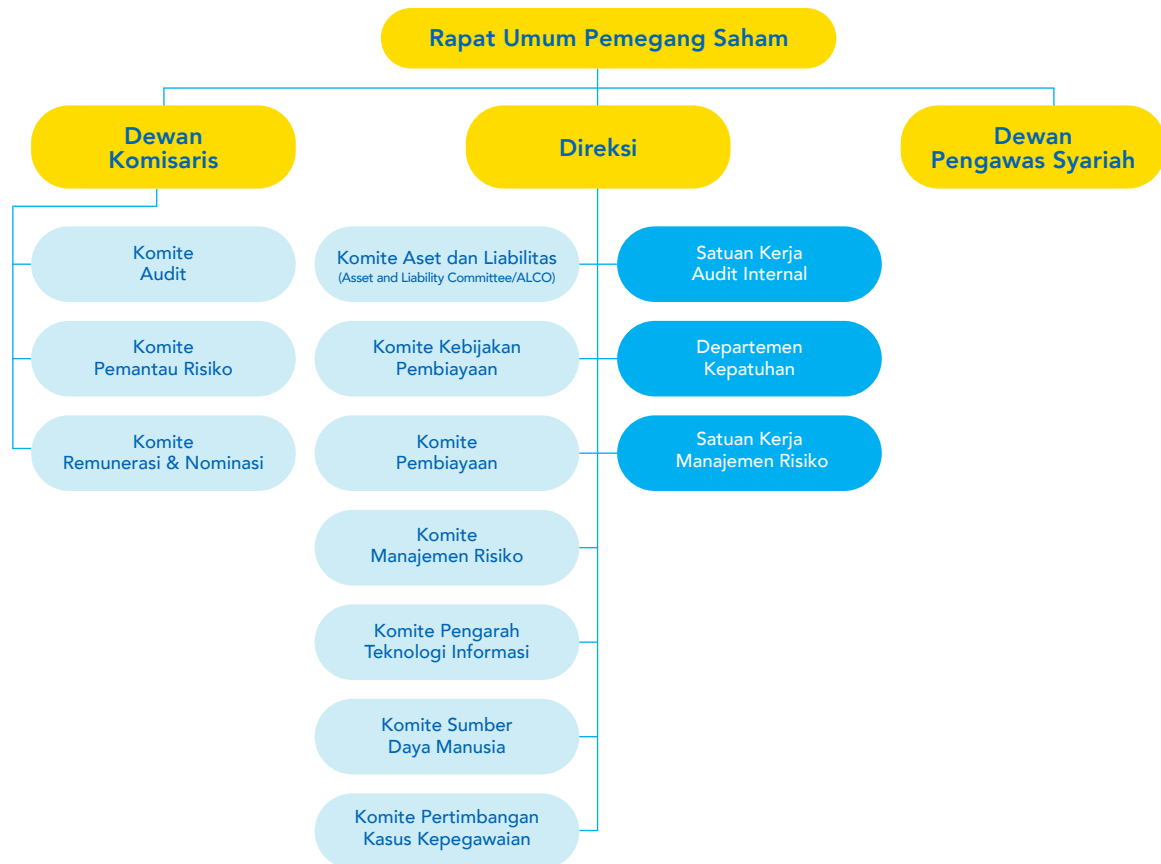 Rapat Umum Pemegang Saham
Dewan
Komisaris
Direksi
Dewan
Pengawas Syariah
Komite
Audit
Komite
Pemantau Risiko
Komite
Remunerasi & Nominasi
Komite Aset dan Liabilitas
(Asset and Liability Committee/ALCO)
Komite Kebijakan
Pembiayaan
Komite
Pembiayaan
Komite
Manajemen Risiko
Komite Pengarah
Teknologi Informasi
Komite Sumber
Daya Manusia
Komite Pertimbangan
Kasus Kepegawaian
Satuan Kerja
Audit Internal
Departemen
Kepatuhan
Satuan Kerja
Manajemen Risiko